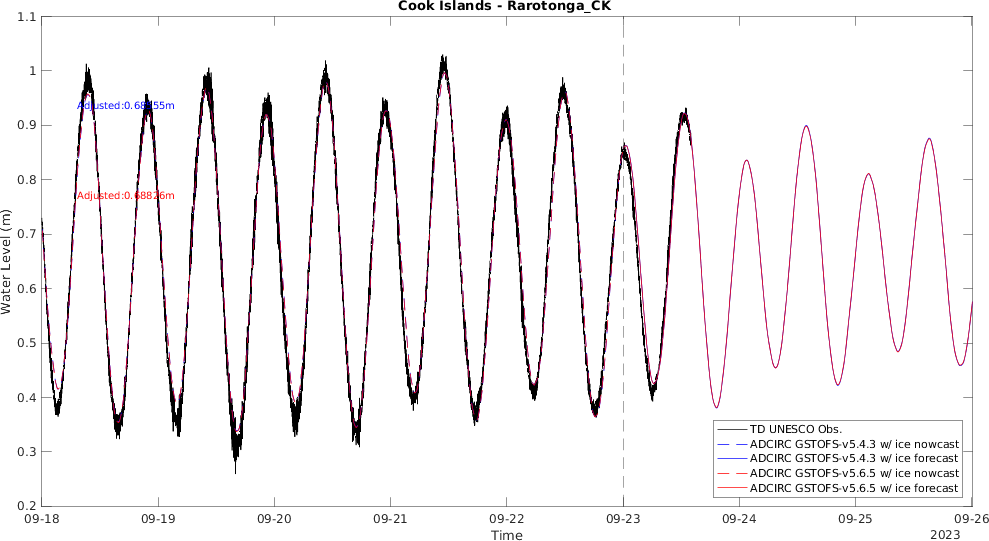 Cook Islands - Rarotonga_CK
Water Level (m)
1.1
1
0.9
0.8
0.7
0.6
0.5
0.4
0.3
0.2
Adjusted:0.68826m
TD UNESCO Obs.
ADCIRC GSTOFS-v5.4.3 w/ ice nowcast
ADCIRC GSTOFS-v5.4.3 w/ ice forecast
ADCIRC GSTOFS-v5.6.5 w/ ice nowcast
ADCIRC GSTOFS-v5.6.5 w/ ice forecast
09-18 09-19 09-20 09-21 09-22 09-23 09-24 09-25 09-26
Time
2023